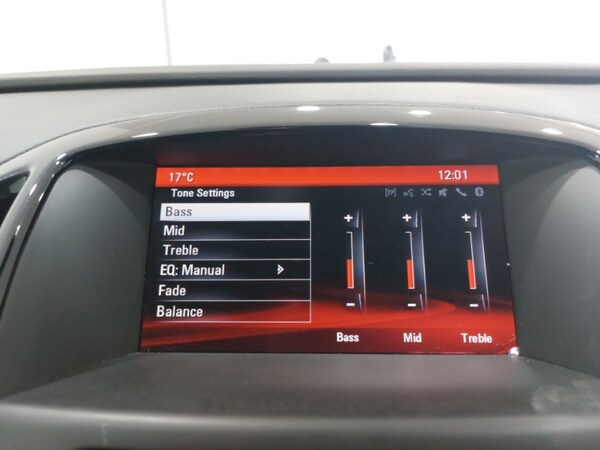 17°C 12:01
Tone Settings
Bass
Mid
Treble
EQ: Manual
Fade
Balance
+ + +
− − −
Bass Mid Treble